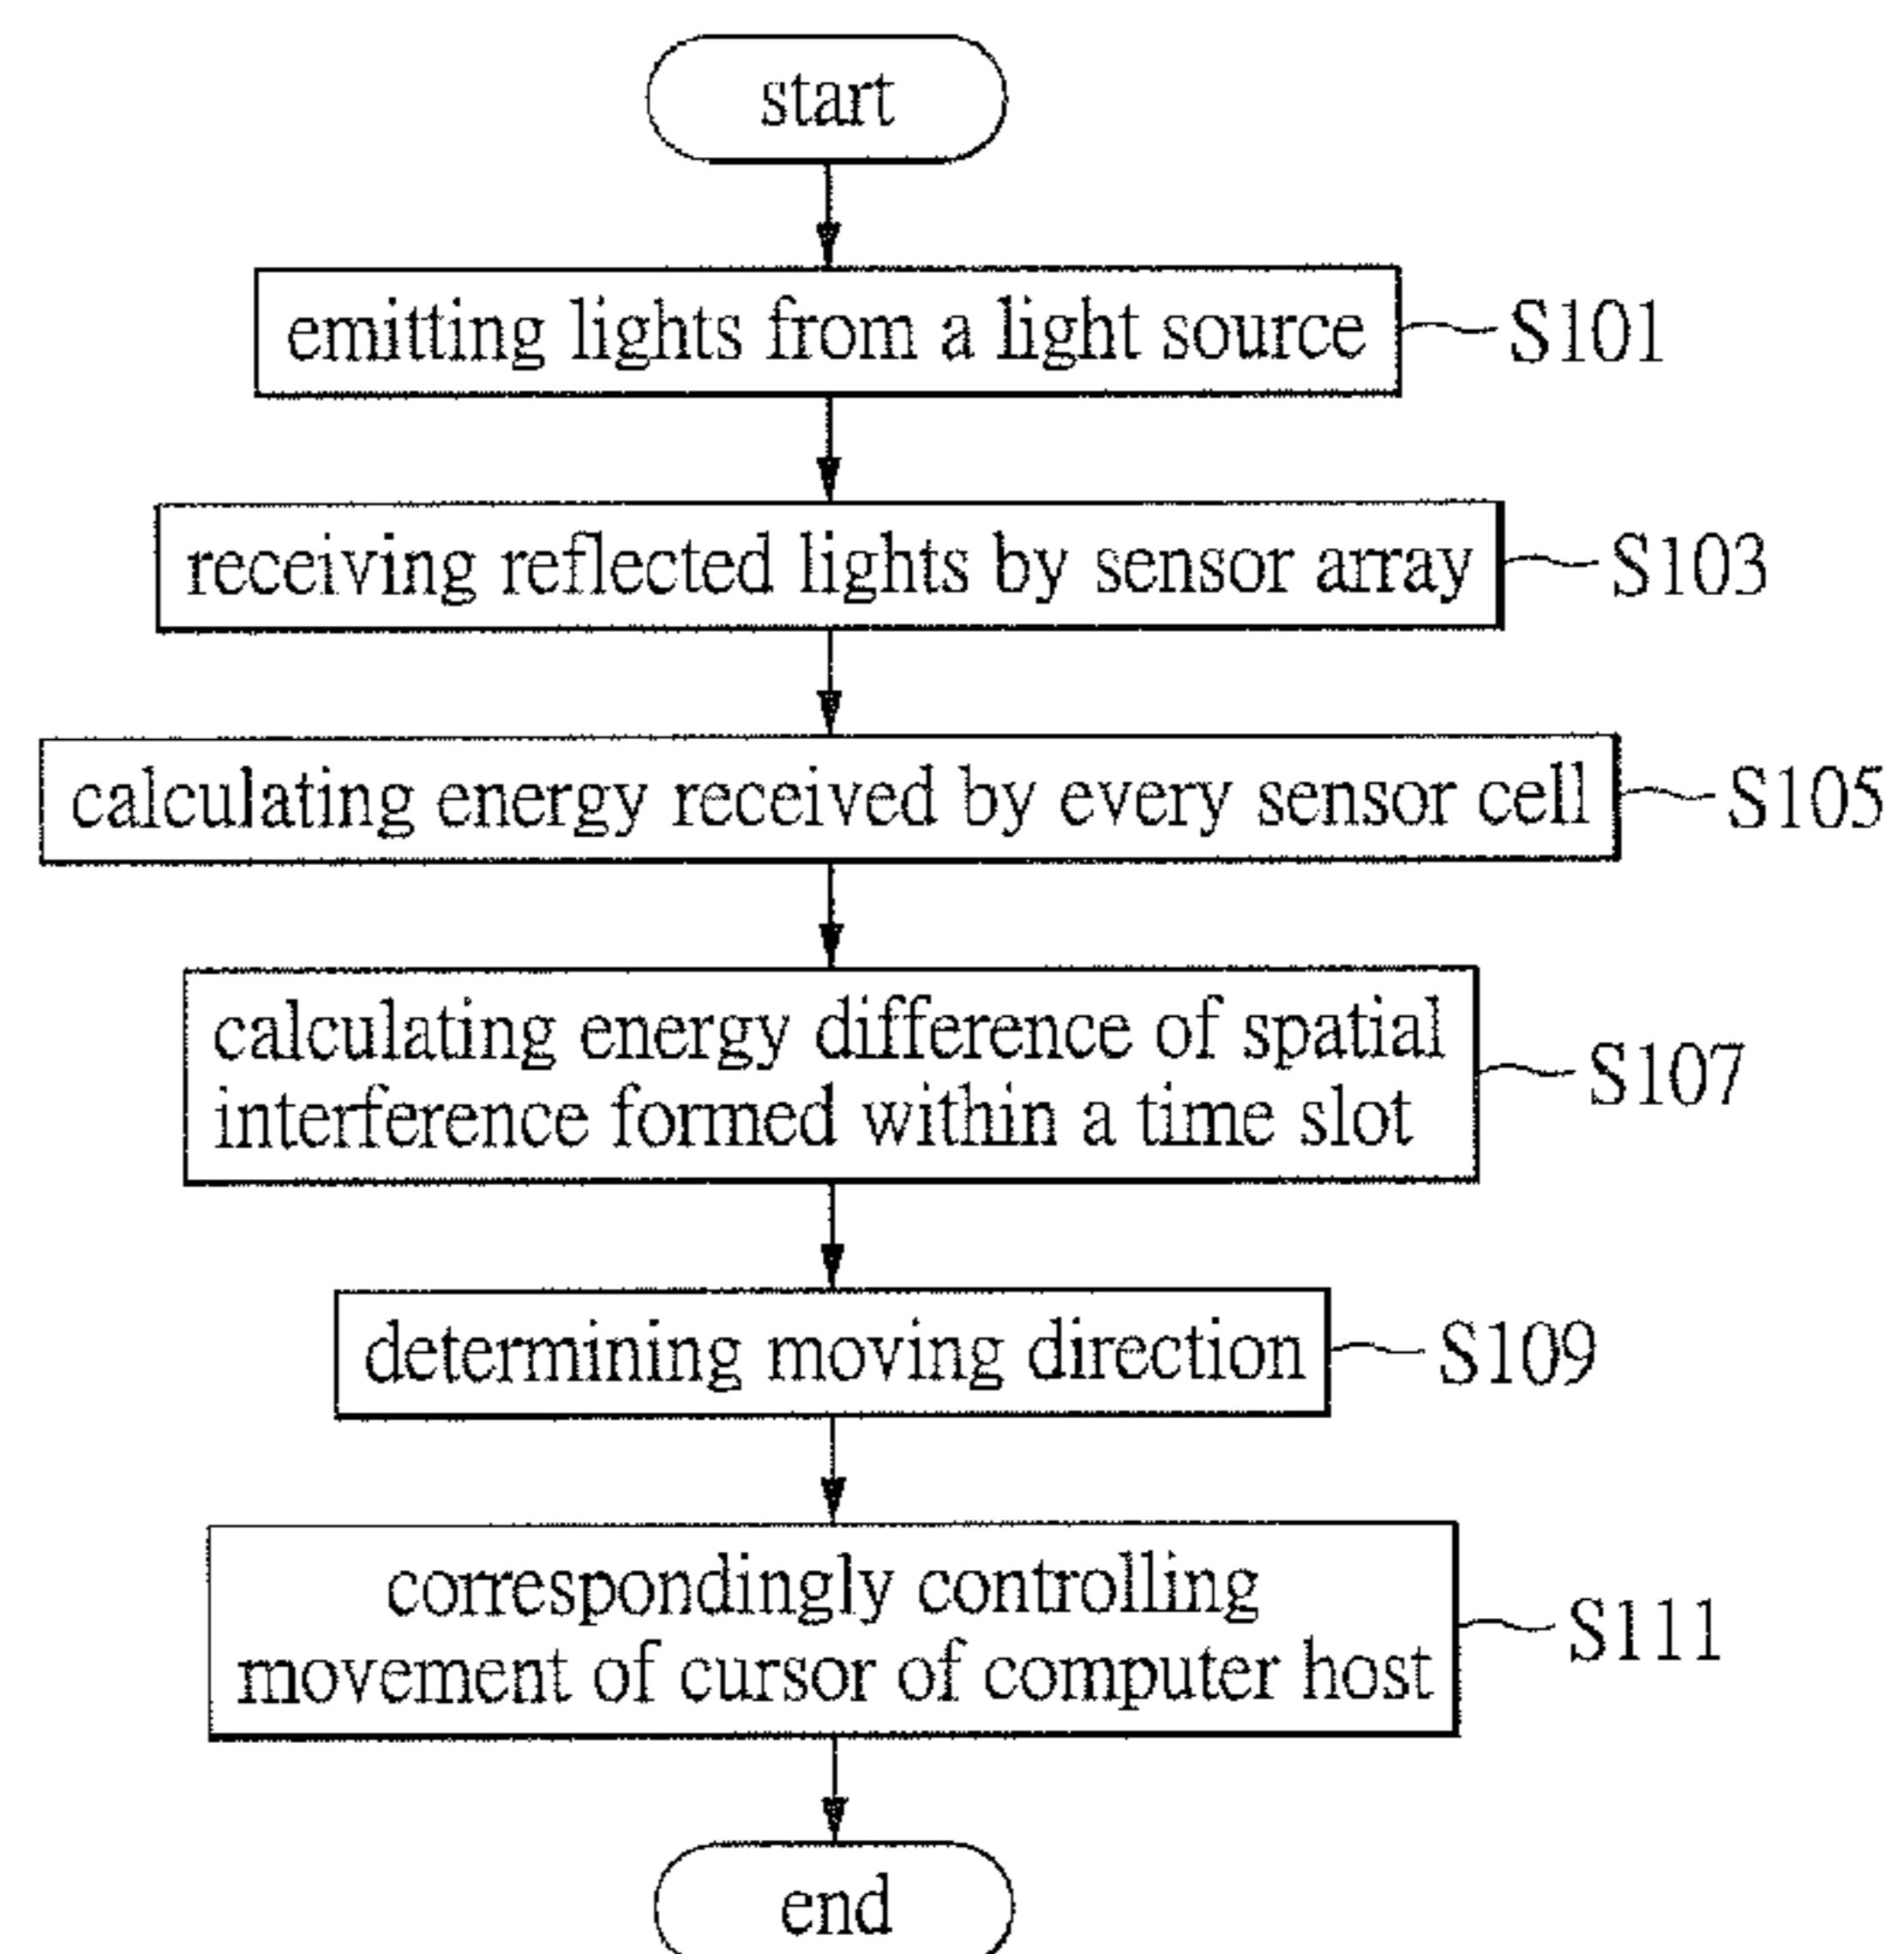 start
emitting lights from a light source
S101
receiving reflected lights by sensor array
S103
calculating energy received by every sensor cell
S105
calculating energy difference of spatial
interference formed within a time slot
S107
determining moving direction
S109
correspondingly controlling
movement of cursor of computer host
S111
end